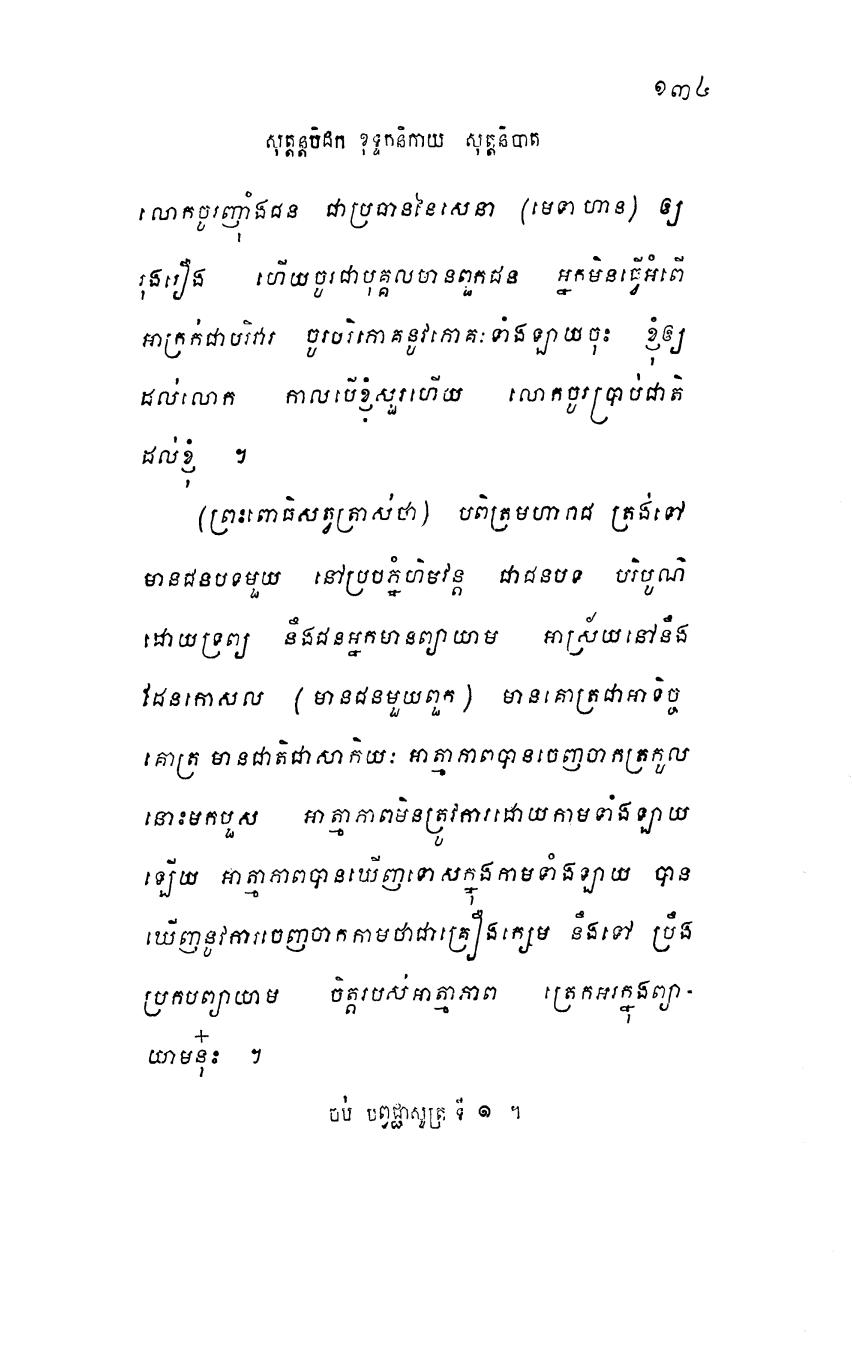 ១៣៤
សុត្តន្តបិដក ខុទ្ទកនិកាយ សុត្តនិបាត
លោកចូរញ៉ាំងជន ជាប្រធាននៃសេនា (មេទាហាន) ឲ្យ
រុងរឿង ហើយចូរជាបុគ្គលមានពួកជន អ្នកមិនធ្វើអំពើ
អាក្រក់ជាបរិវារ ចូរបរិភោគនូវភោគៈទាំងឡាយចុះ ខ្ញុំឲ្យ
ដល់លោក កាលបើខ្ញុំសួរហើយ លោកចូរប្រាប់ជាតិ
ដល់ខ្ញុំ ។
(ព្រះពោធិសត្វត្រាស់ថា) បពិត្រមហារាជ ត្រង់ទៅ
មានជនបទមួយ នៅប្របភ្នំហិមវន្ត ជាជនបទ បរិបូណ៌
ដោយទ្រព្យ នឹងជនអ្នកមានព្យាយាម អាស្រ័យនៅនឹង
ដែនកោសល (មានជនមួយពួក) មានគោត្រជាអាទិច្ច
គោត្រ មានជាតិជាសាកិយៈ អាត្មាភាពបានចេញចាកត្រកូល
នោះមកបួស អាត្មាភាពមិនត្រូវការដោយកាមទាំងឡាយ
ឡើយ អាត្មាភាពបានឃើញទោសក្នុងកាមទាំងឡាយ បាន
ឃើញនូវការចេញចាកកាមថាជាគ្រឿងក្សេម នឹងទៅ ប្រឹង
ប្រកបព្យាយាម ចិត្តរបស់អាត្មាភាព ត្រេកអរក្នុងព្យា-
យាមនុ៎ះ ។
ចប់ បព្វជ្ជាសូត្រ ទី ១ ។